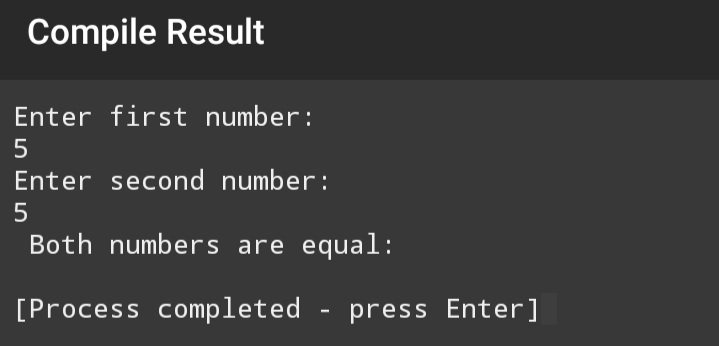 Compile Result
Enter first number:
5
Enter second number:
5
Both numbers are equal:
[Process completed - press Enter]